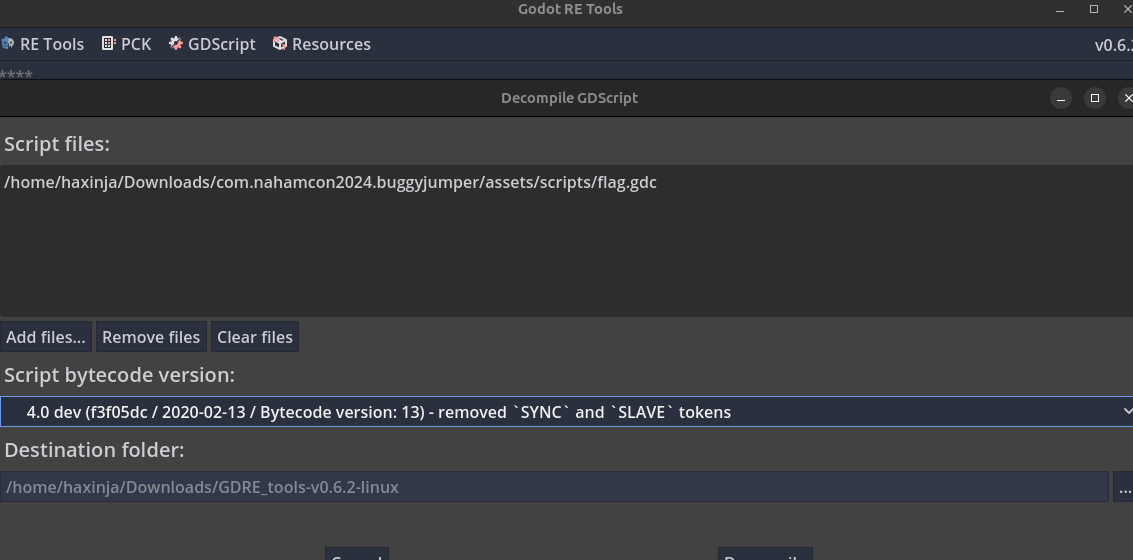 Godot RE Tools
RE Tools PCK GDScript Resources v0.6.2
****
Decompile GDScript
Script files:
/home/haxinja/Downloads/com.nahamcon2024.buggyjumper/assets/scripts/flag.gdc
Add files... Remove files Clear files
Script bytecode version:
4.0 dev (f3f05dc / 2020-02-13 / Bytecode version: 13) - removed `SYNC` and `SLAVE` tokens
Destination folder:
/home/haxinja/Downloads/GDRE_tools-v0.6.2-linux
...